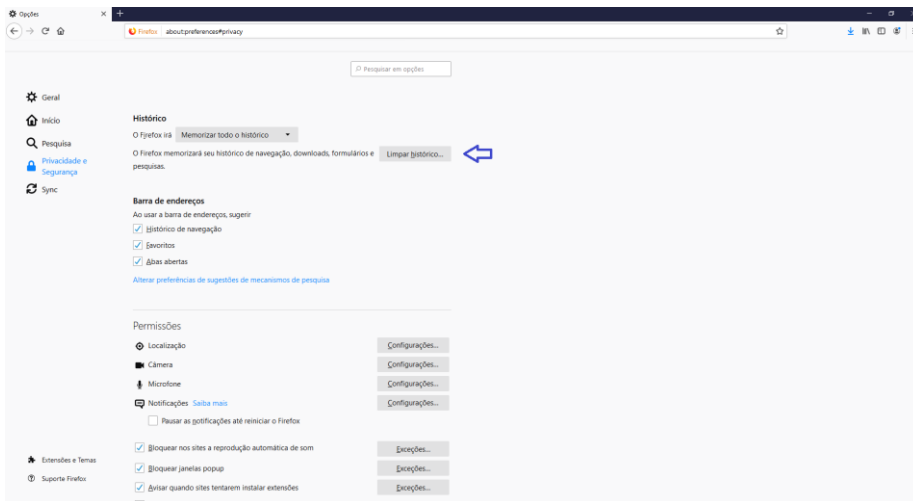 Opções
Firefox about:preferences#privacy
Pesquisar em opções
Geral
Início
Pesquisa
Privacidade e
Segurança
Sync
Histórico
O Firefox irá Memorizar todo o histórico
O Firefox memorizará seu histórico de navegação, downloads, formulários e
pesquisas.
Limpar histórico...
Barra de endereços
Ao usar a barra de endereços, sugerir
Histórico de navegação
Favoritos
Abas abertas
Alterar preferências de sugestões de mecanismos de pesquisa
Permissões
Localização Configurações...
Câmera Configurações...
Microfone Configurações...
Notificações Saiba mais Configurações...
Pausar as notificações até reiniciar o Firefox
Bloquear nos sites a reprodução automática de som Exceções...
Bloquear janelas popup Exceções...
Avisar quando sites tentarem instalar extensões Exceções...
Extensões e Temas
Suporte Firefox